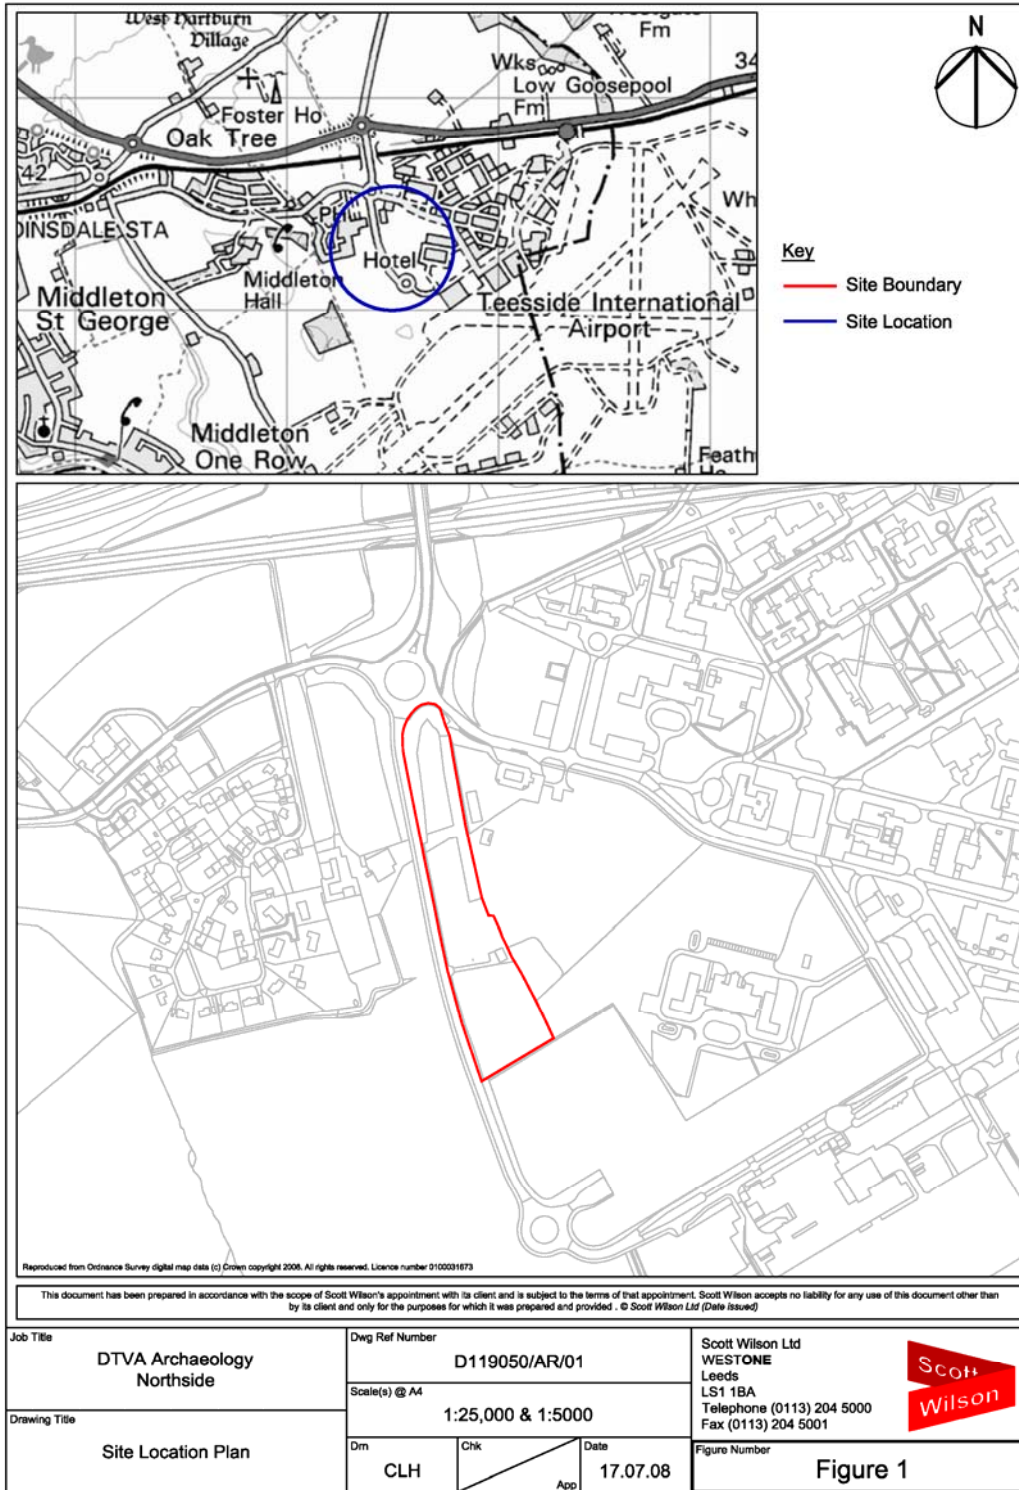 West Hartburn
Village
Fm
Wks
34
Low Goosepool
Fm
Foster Ho
Oak Tree
42
DINSDALE STA
PH
Wh
Hotel
Middleton
Hall
Middleton
St George
Teesside International
Airport
Middleton
One Row
Feath
N
Key
Site Boundary
Site Location
Reproduced from Ordnance Survey digital map data (c) Crown copyright 2008. All rights reserved. Licence number 0100031673
This document has been prepared in accordance with the scope of Scott Wilson's appointment with its client and is subject to the terms of that appointment. Scott Wilson accepts no liability for any use of this document other than
by its client and only for the purposes for which it was prepared and provided . © Scott Wilson Ltd (Date issued)
Job Title
DTVA Archaeology
Northside
Drawing Title
Site Location Plan
Dwg Ref Number
D119050/AR/01
Scale(s) @ A4
1:25,000 & 1:5000
Drn
CLH
Chk
App
Date
17.07.08
Scott Wilson Ltd
WESTONE
Leeds
LS1 1BA
Telephone (0113) 204 5000
Fax (0113) 204 5001
Scott
Wilson
Figure Number
Figure 1